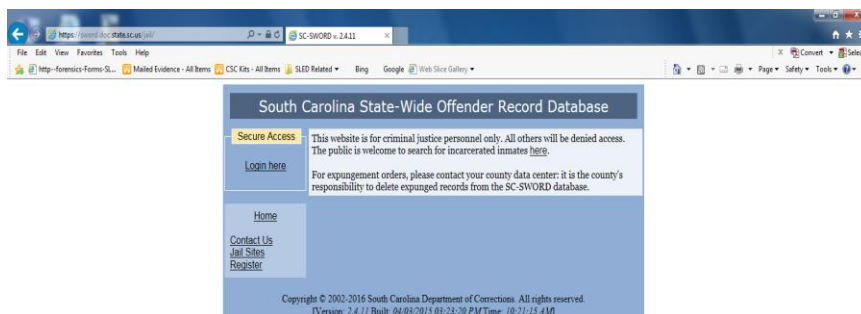 https://sword.doc.state.sc.us/jail/
SC-SWORD v. 2.4.11
File Edit View Favorites Tools Help
Convert
http--forensics-Forms-SL... Mailed Evidence - All Items CSC Kits - All Items SLED Related Bing Google Web Slice Gallery
Page Safety Tools
South Carolina State-Wide Offender Record Database
Secure Access
Login here
This website is for criminal justice personnel only. All others will be denied access.
The public is welcome to search for incarcerated inmates here.
For expungement orders, please contact your county data center: it is the county's
responsibility to delete expunged records from the SC-SWORD database.
Home
Contact Us
Jail Sites
Register
Copyright © 2002-2016 South Carolina Department of Corrections. All rights reserved.
[Version: 2.4.11 Built: 04/03/2015 03:23:20 PM Time: 10:21:15 AM]